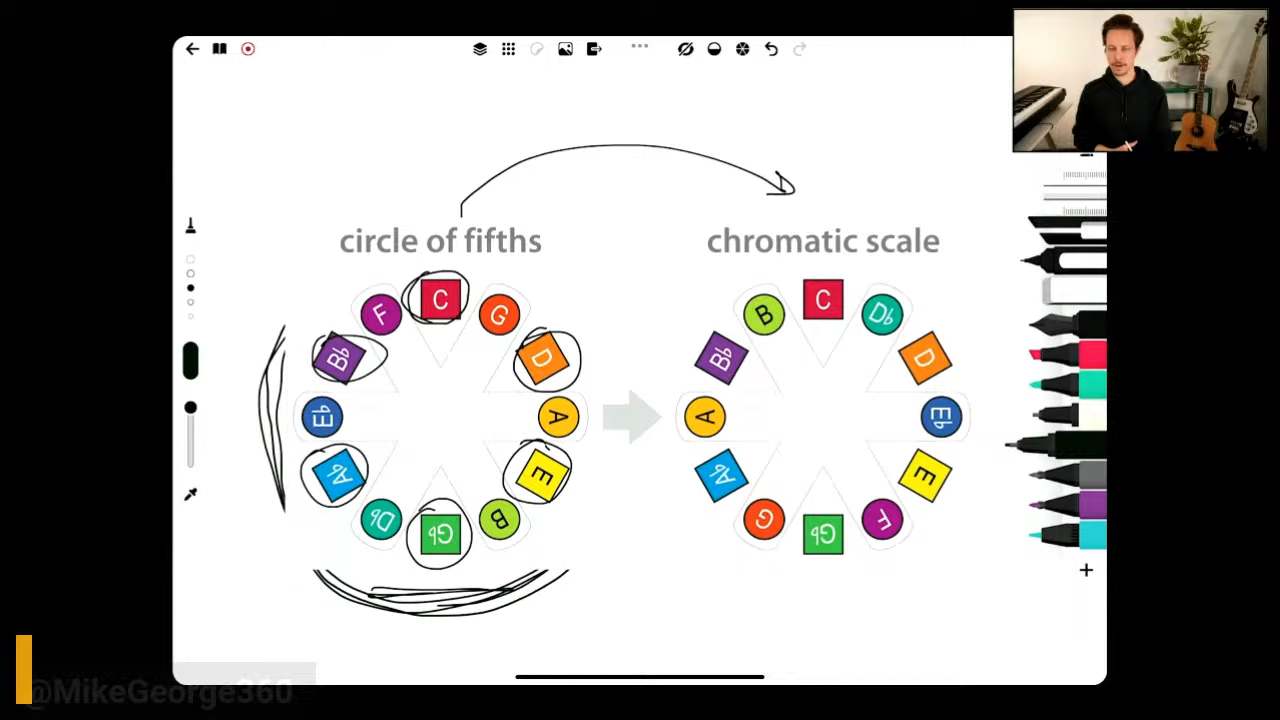 circle of fifths
chromatic scale
C
G
D
A
E
B
G♭
D♭
A♭
E♭
B♭
F
C
D♭
D
E♭
E
F
G♭
G
A♭
A
B♭
B
@MikeGeorge360